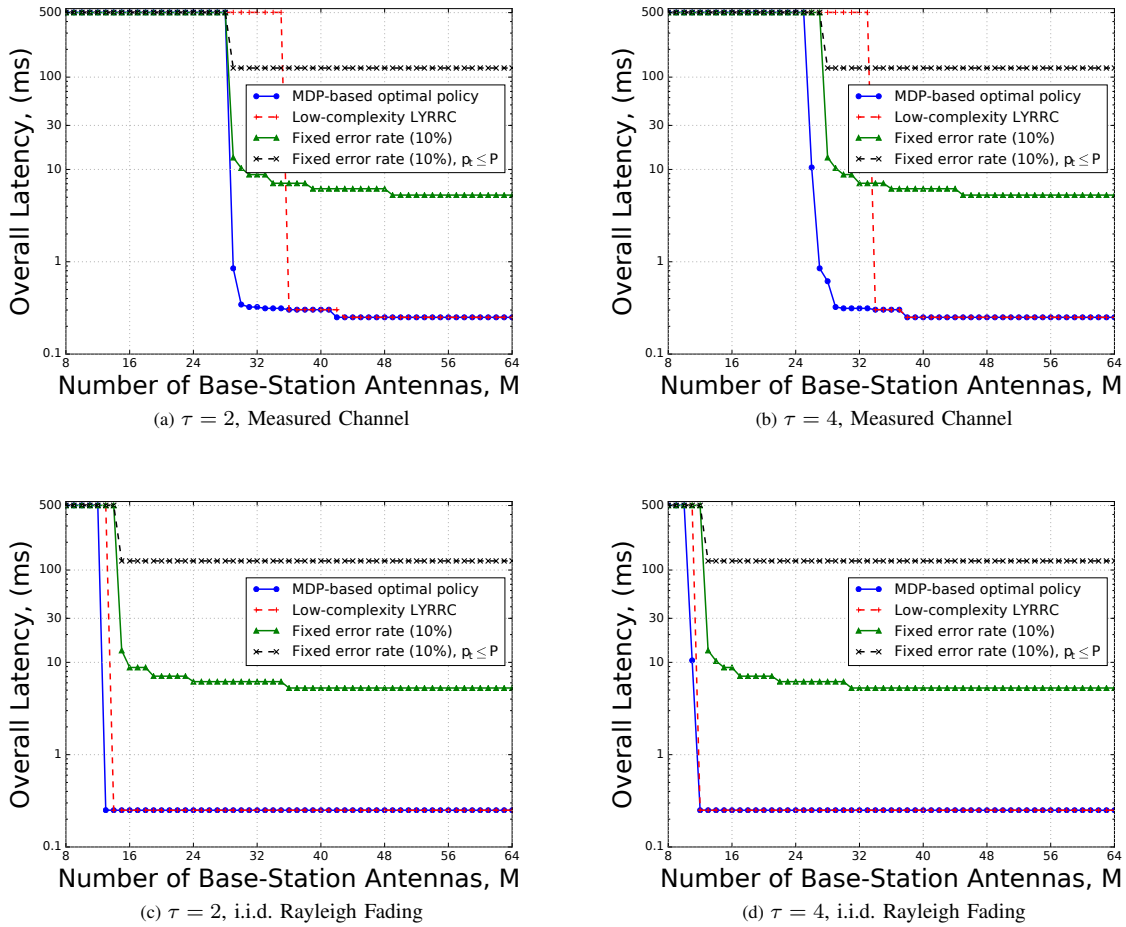 500
100
30
10
1
0.1
Overall Latency, (ms)
MDP-based optimal policy
Low-complexity LYRRC
Fixed error rate (10%)
Fixed error rate (10%), pₜ ≤ P
8 16 24 32 40 48 56 64
Number of Base-Station Antennas, M
(a) τ = 2, Measured Channel
500
100
30
10
1
0.1
Overall Latency, (ms)
MDP-based optimal policy
Low-complexity LYRRC
Fixed error rate (10%)
Fixed error rate (10%), pₜ ≤ P
8 16 24 32 40 48 56 64
Number of Base-Station Antennas, M
(b) τ = 4, Measured Channel
500
100
30
10
1
0.1
Overall Latency, (ms)
MDP-based optimal policy
Low-complexity LYRRC
Fixed error rate (10%)
Fixed error rate (10%), pₜ ≤ P
8 16 24 32 40 48 56 64
Number of Base-Station Antennas, M
(c) τ = 2, i.i.d. Rayleigh Fading
500
100
30
10
1
0.1
Overall Latency, (ms)
MDP-based optimal policy
Low-complexity LYRRC
Fixed error rate (10%)
Fixed error rate (10%), pₜ ≤ P
8 16 24 32 40 48 56 64
Number of Base-Station Antennas, M
(d) τ = 4, i.i.d. Rayleigh Fading